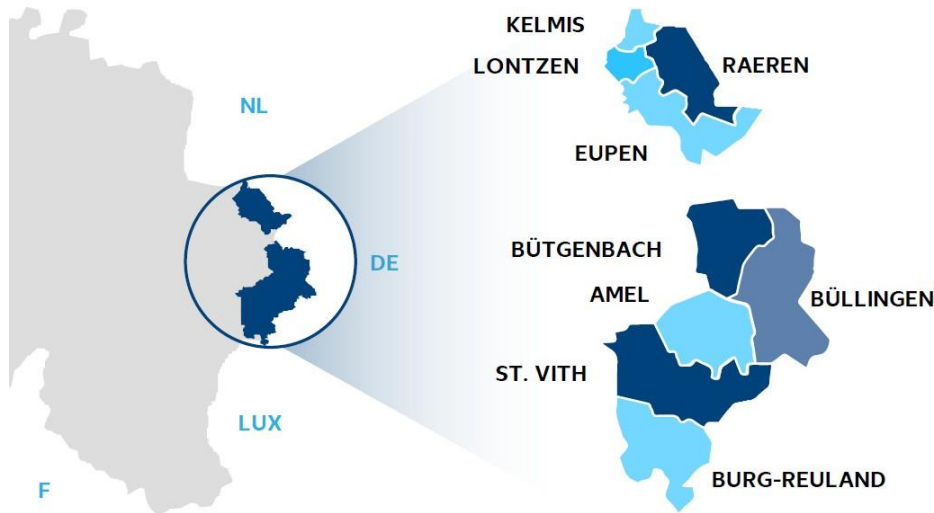 KELMIS
LONTZEN
RAEREN
NL
EUPEN
BÜTGENBACH
DE
AMEL
BÜLLINGEN
ST. VITH
LUX
BURG-REULAND
F